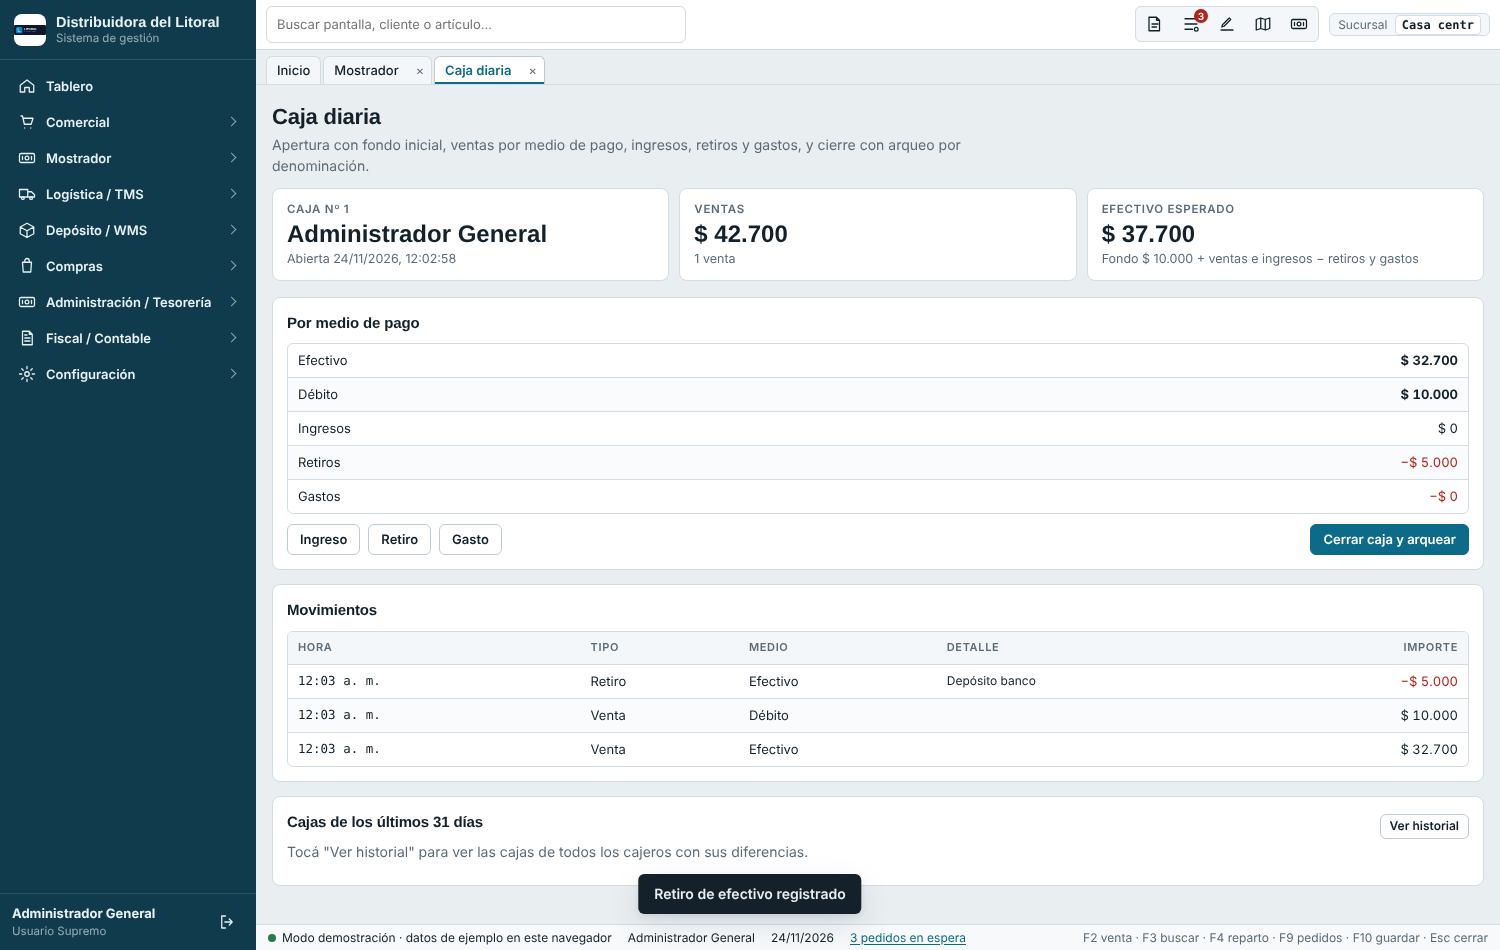 Distribuidora del Litoral
Sistema de gestión
Tablero
Comercial
Mostrador
Logística / TMS
Depósito / WMS
Compras
Administración / Tesorería
Fiscal / Contable
Configuración
Administrador General
Usuario Supremo
Buscar pantalla, cliente o artículo...
3
Sucursal Casa centr
Inicio
Mostrador ×
Caja diaria ×
Caja diaria
Apertura con fondo inicial, ventas por medio de pago, ingresos, retiros y gastos, y cierre con arqueo por
denominación.
CAJA Nº 1
Administrador General
Abierta 24/11/2026, 12:02:58
VENTAS
$ 42.700
1 venta
EFECTIVO ESPERADO
$ 37.700
Fondo $ 10.000 + ventas e ingresos − retiros y gastos
Por medio de pago
Efectivo $ 32.700
Débito $ 10.000
Ingresos $ 0
Retiros −$ 5.000
Gastos −$ 0
Ingreso Retiro Gasto Cerrar caja y arquear
Movimientos
HORA TIPO MEDIO DETALLE IMPORTE
12:03 a. m. Retiro Efectivo Depósito banco −$ 5.000
12:03 a. m. Venta Débito $ 10.000
12:03 a. m. Venta Efectivo $ 32.700
Cajas de los últimos 31 días
Ver historial
Tocá "Ver historial" para ver las cajas de todos los cajeros con sus diferencias.
Retiro de efectivo registrado
Modo demostración · datos de ejemplo en este navegador Administrador General 24/11/2026 3 pedidos en espera F2 venta · F3 buscar · F4 reparto · F9 pedidos · F10 guardar · Esc cerrar